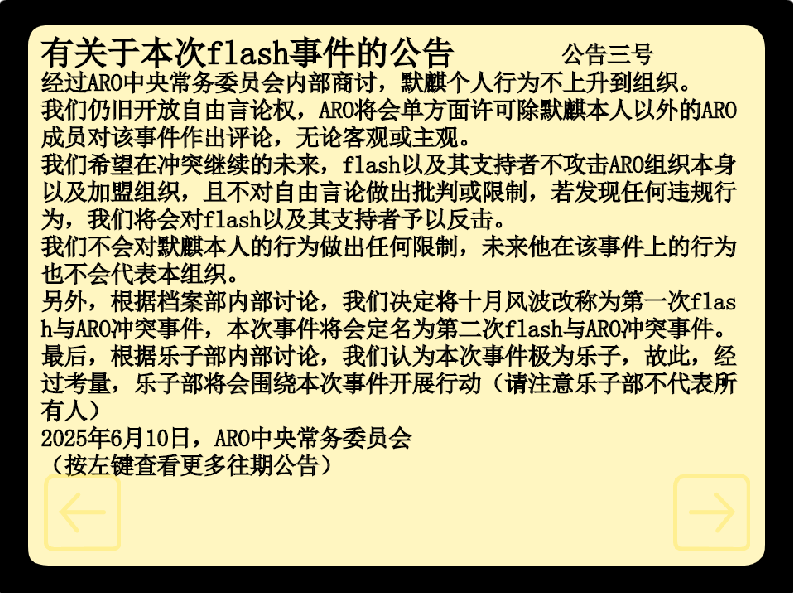 有关于本次flash事件的公告 公告三号
经过ARO中央常务委员会内部商讨，默麒个人行为不上升到组织。
我们仍旧开放自由言论权，ARO将会单方面许可除默麒本人以外的ARO
成员对该事件作出评论，无论客观或主观。
我们希望在冲突继续的未来，flash以及其支持者不攻击ARO组织本身
以及加盟组织，且不对自由言论做出批判或限制，若发现任何违规行
为，我们将会对flash以及其支持者予以反击。
我们不会对默麒本人的行为做出任何限制，未来他在该事件上的行为
也不会代表本组织。
另外，根据档案部内部讨论，我们决定将十月风波改称为第一次flas
h与ARO冲突事件，本次事件将会定名为第二次flash与ARO冲突事件。
最后，根据乐子部内部讨论，我们认为本次事件极为乐子，故此，经
过考量，乐子部将会围绕本次事件开展行动（请注意乐子部不代表所
有人）
2025年6月10日，ARO中央常务委员会
（按左键查看更多往期公告）